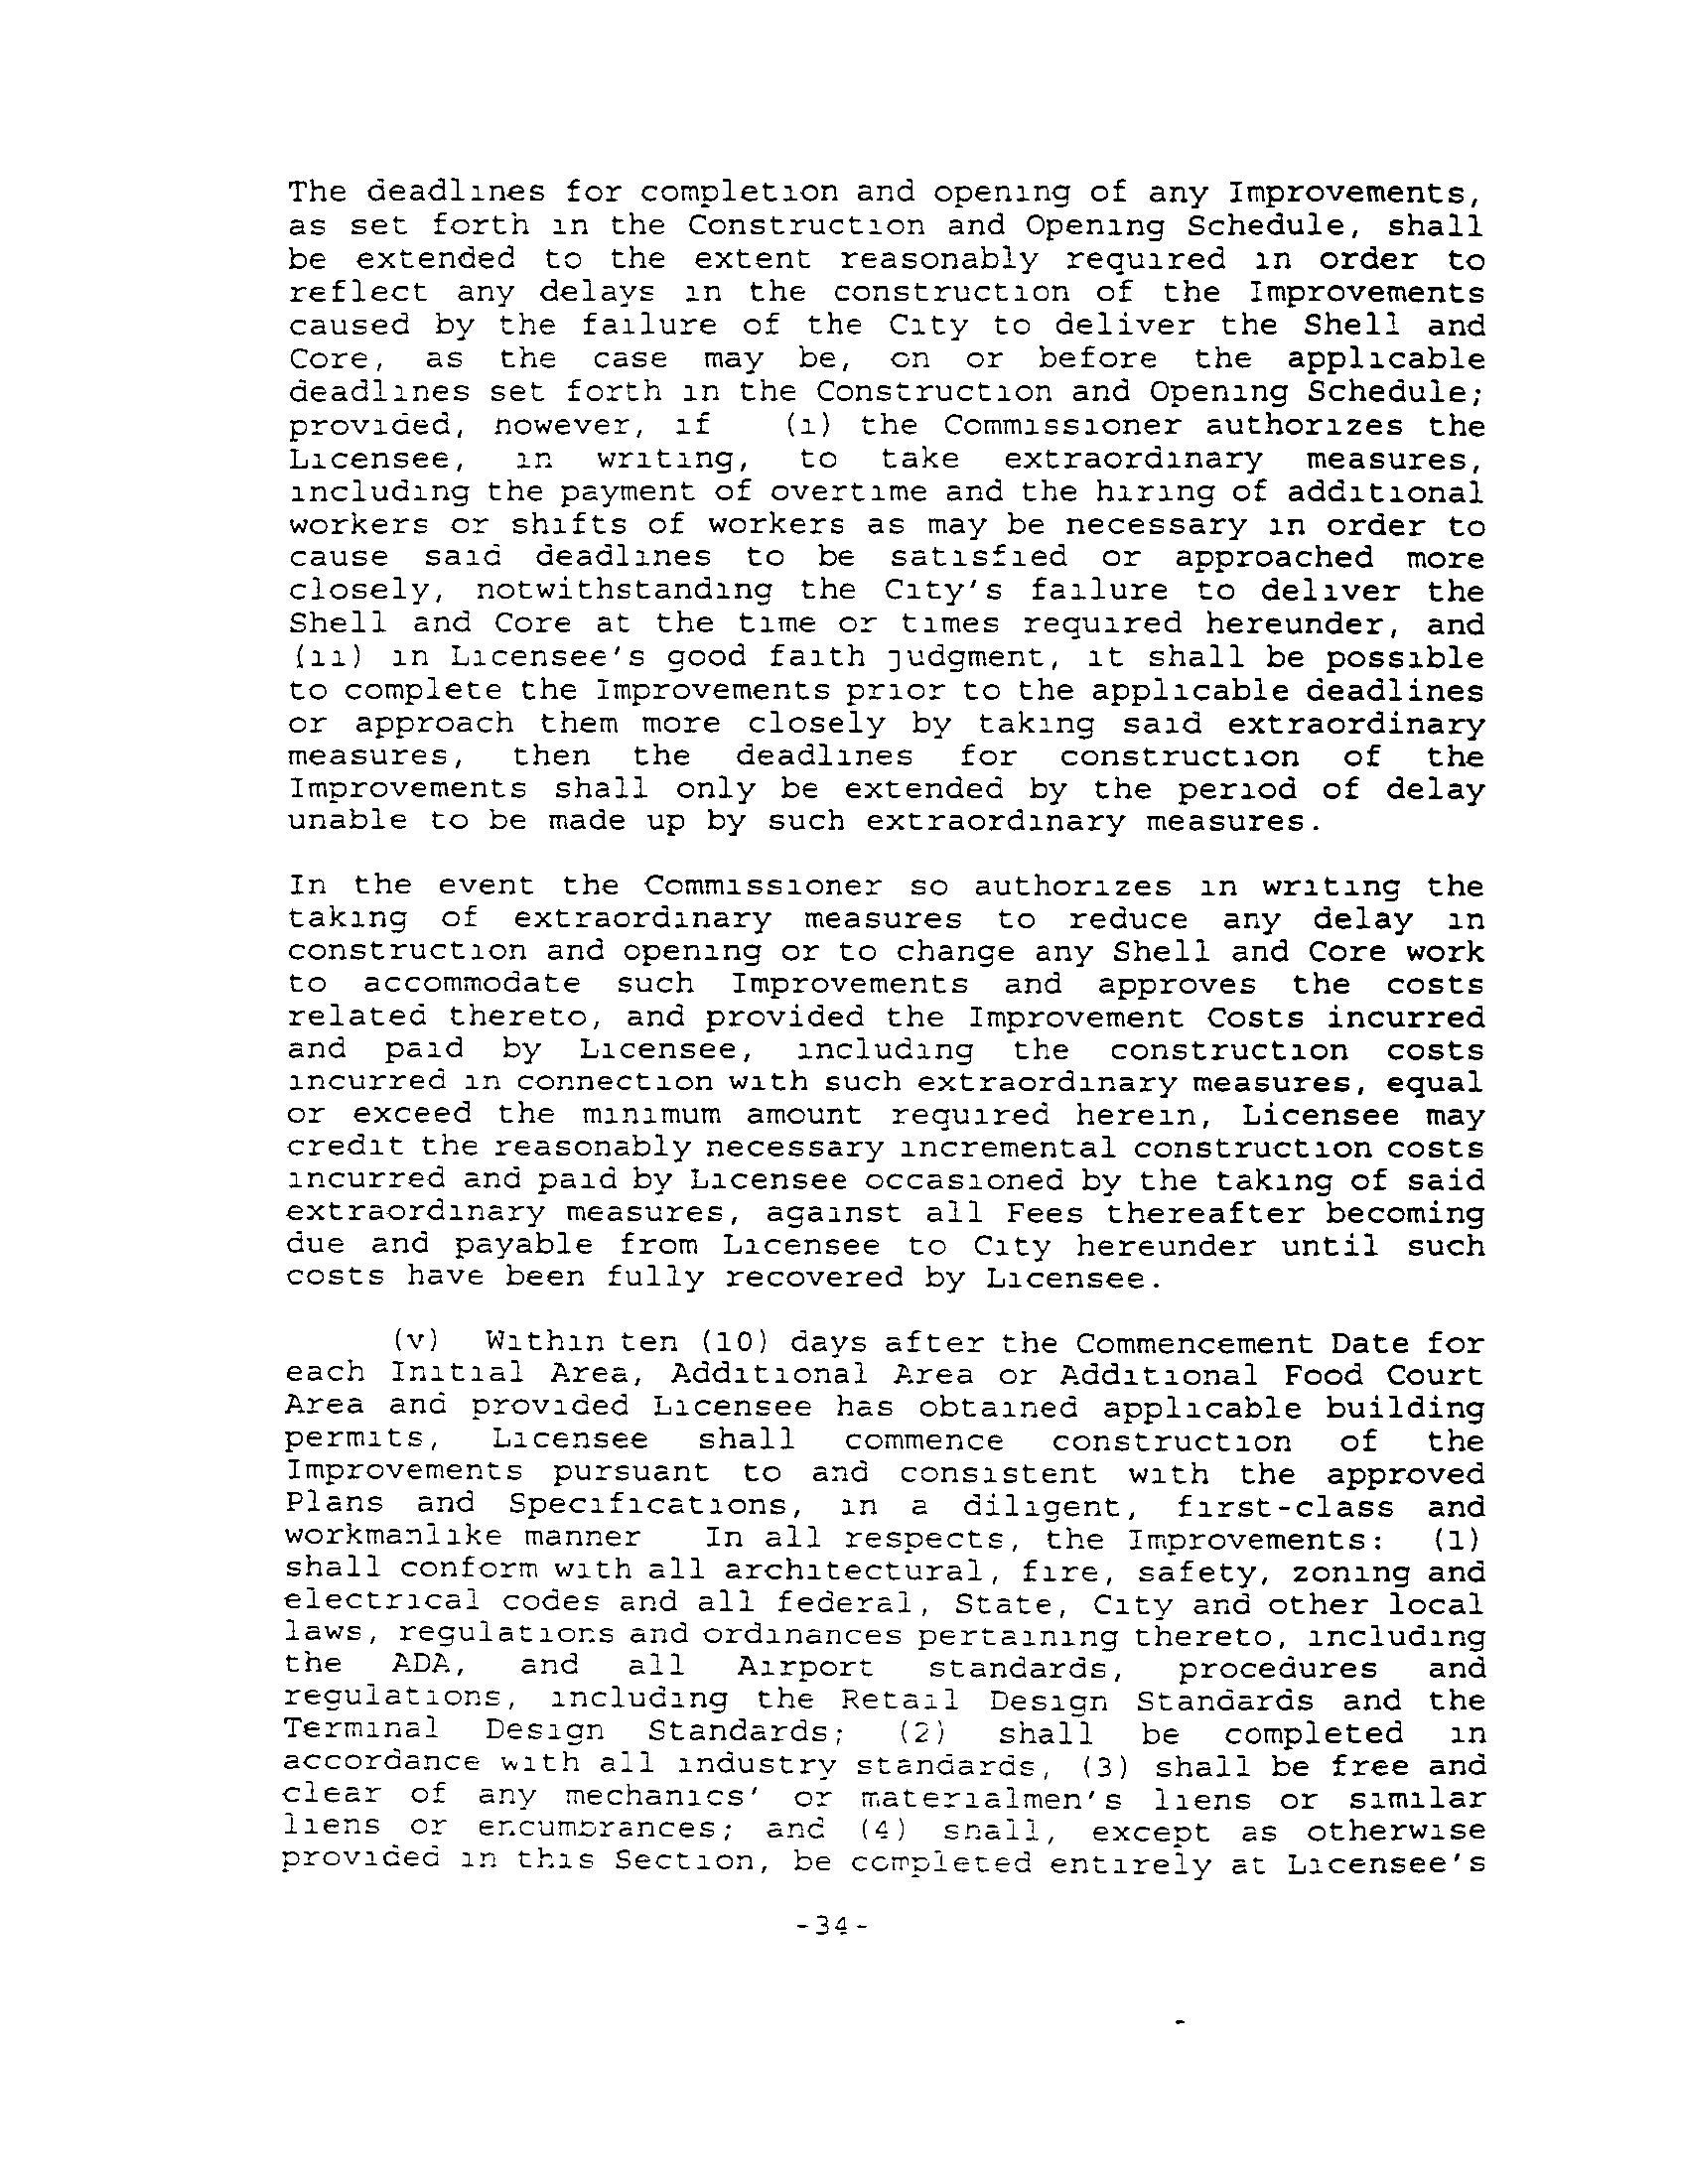 The deadlines for completion and opening of any Improvements,
as set forth in the Construction and Opening Schedule, shall
be extended to the extent reasonably required in order to
reflect any delays in the construction of the Improvements
caused by the failure of the City to deliver the Shell and
Core, as the case may be, on or before the applicable
deadlines set forth in the Construction and Opening Schedule;
provided, however, if (i) the Commissioner authorizes the
Licensee, in writing, to take extraordinary measures,
including the payment of overtime and the hiring of additional
workers or shifts of workers as may be necessary in order to
cause said deadlines to be satisfied or approached more
closely, notwithstanding the City's failure to deliver the
Shell and Core at the time or times required hereunder, and
(ii) in Licensee's good faith judgment, it shall be possible
to complete the Improvements prior to the applicable deadlines
or approach them more closely by taking said extraordinary
measures, then the deadlines for construction of the
Improvements shall only be extended by the period of delay
unable to be made up by such extraordinary measures.
In the event the Commissioner so authorizes in writing the
taking of extraordinary measures to reduce any delay in
construction and opening or to change any Shell and Core work
to accommodate such Improvements and approves the costs
related thereto, and provided the Improvement Costs incurred
and paid by Licensee, including the construction costs
incurred in connection with such extraordinary measures, equal
or exceed the minimum amount required herein, Licensee may
credit the reasonably necessary incremental construction costs
incurred and paid by Licensee occasioned by the taking of said
extraordinary measures, against all Fees thereafter becoming
due and payable from Licensee to City hereunder until such
costs have been fully recovered by Licensee.
(v) Within ten (10) days after the Commencement Date for
each Initial Area, Additional Area or Additional Food Court
Area and provided Licensee has obtained applicable building
permits, Licensee shall commence construction of the
Improvements pursuant to and consistent with the approved
Plans and Specifications, in a diligent, first-class and
workmanlike manner In all respects, the Improvements: (1)
shall conform with all architectural, fire, safety, zoning and
electrical codes and all federal, State, City and other local
laws, regulations and ordinances pertaining thereto, including
the ADA, and all Airport standards, procedures and
regulations, including the Retail Design Standards and the
Terminal Design Standards; (2) shall be completed in
accordance with all industry standards, (3) shall be free and
clear of any mechanics' or materialmen's liens or similar
liens or encumbrances; and (4) shall, except as otherwise
provided in this Section, be completed entirely at Licensee's
-34-